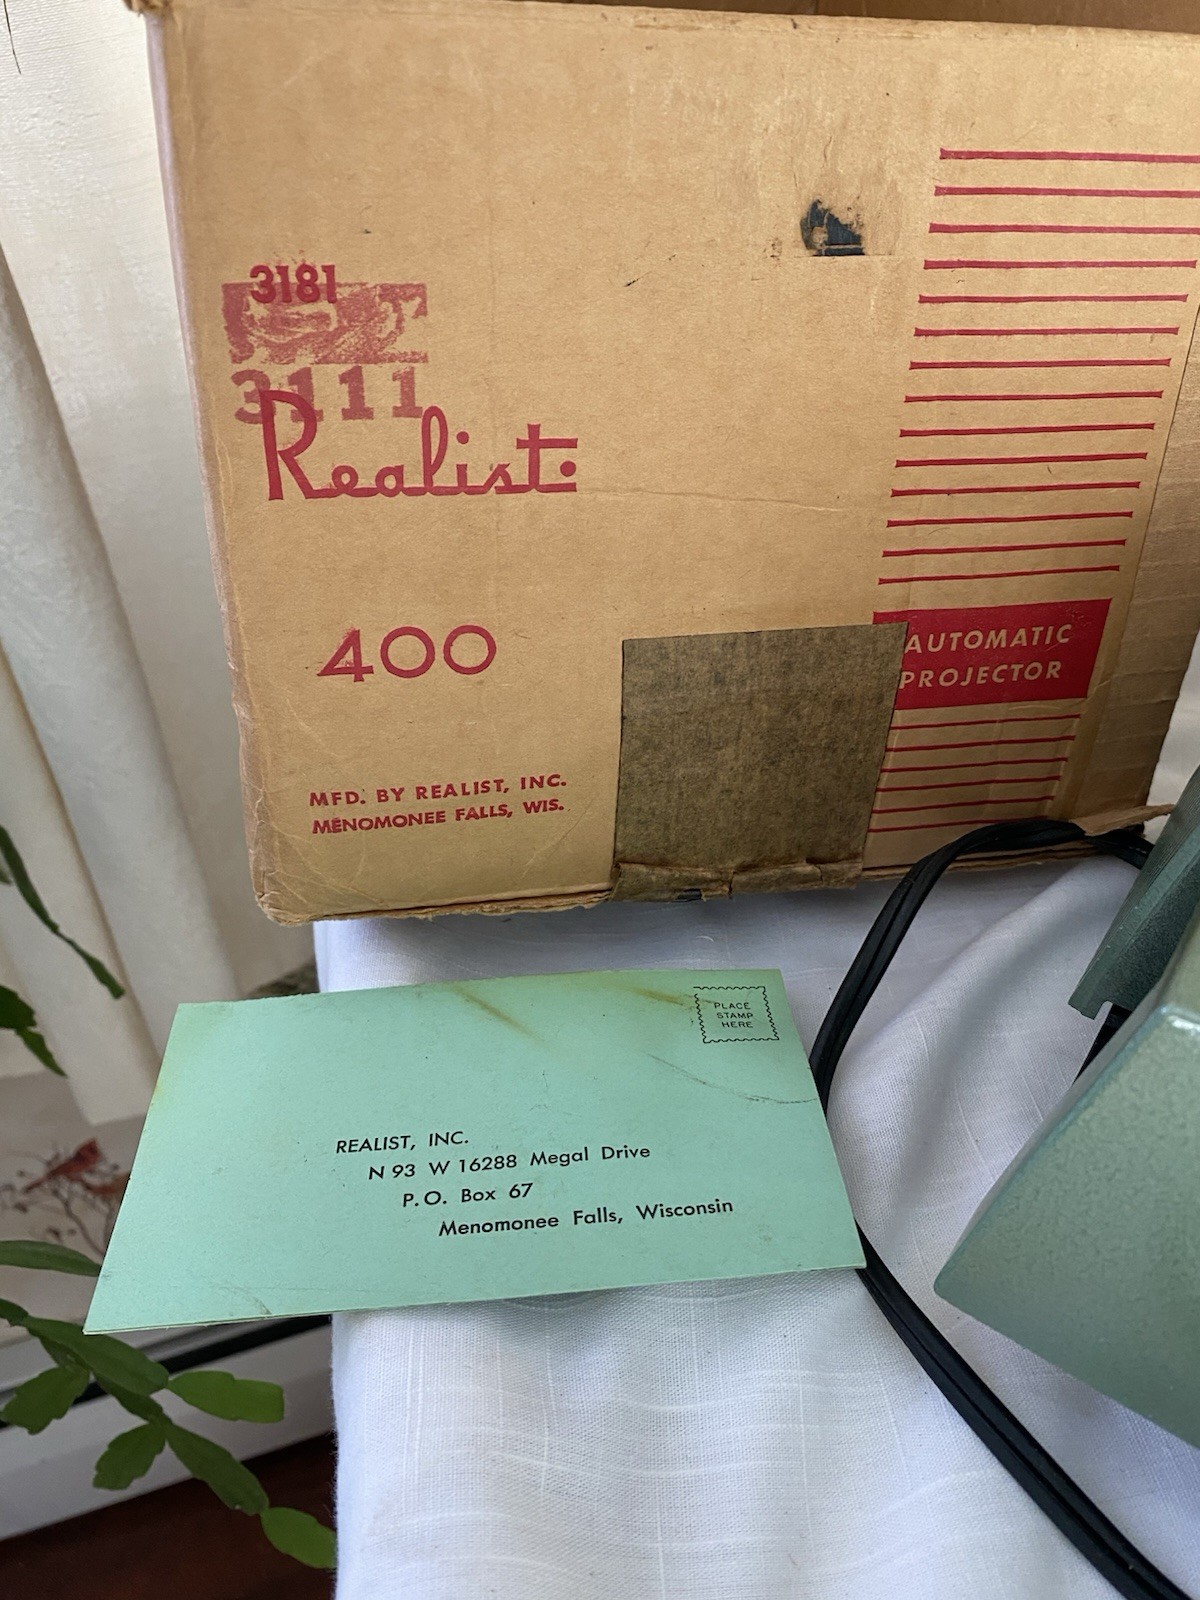 3181
3111
Realist
400
AUTOMATIC
PROJECTOR
MFD. BY REALIST, INC.
MENOMONEE FALLS, WIS.
PLACE
STAMP
HERE
REALIST, INC.
N 93 W 16288 Megal Drive
P.O. Box 67
Menomonee Falls, Wisconsin